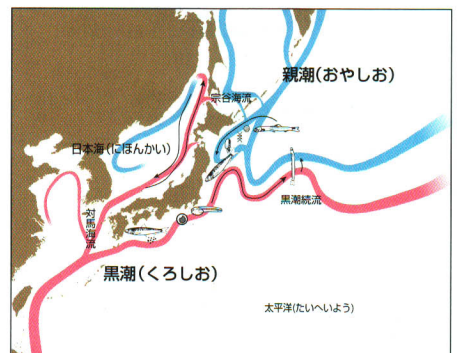 親潮(おやしお)
宗谷海流
日本海(にほんかい)
対馬海流
黒潮続流
黒潮(くろしお)
太平洋(たいへいよう)